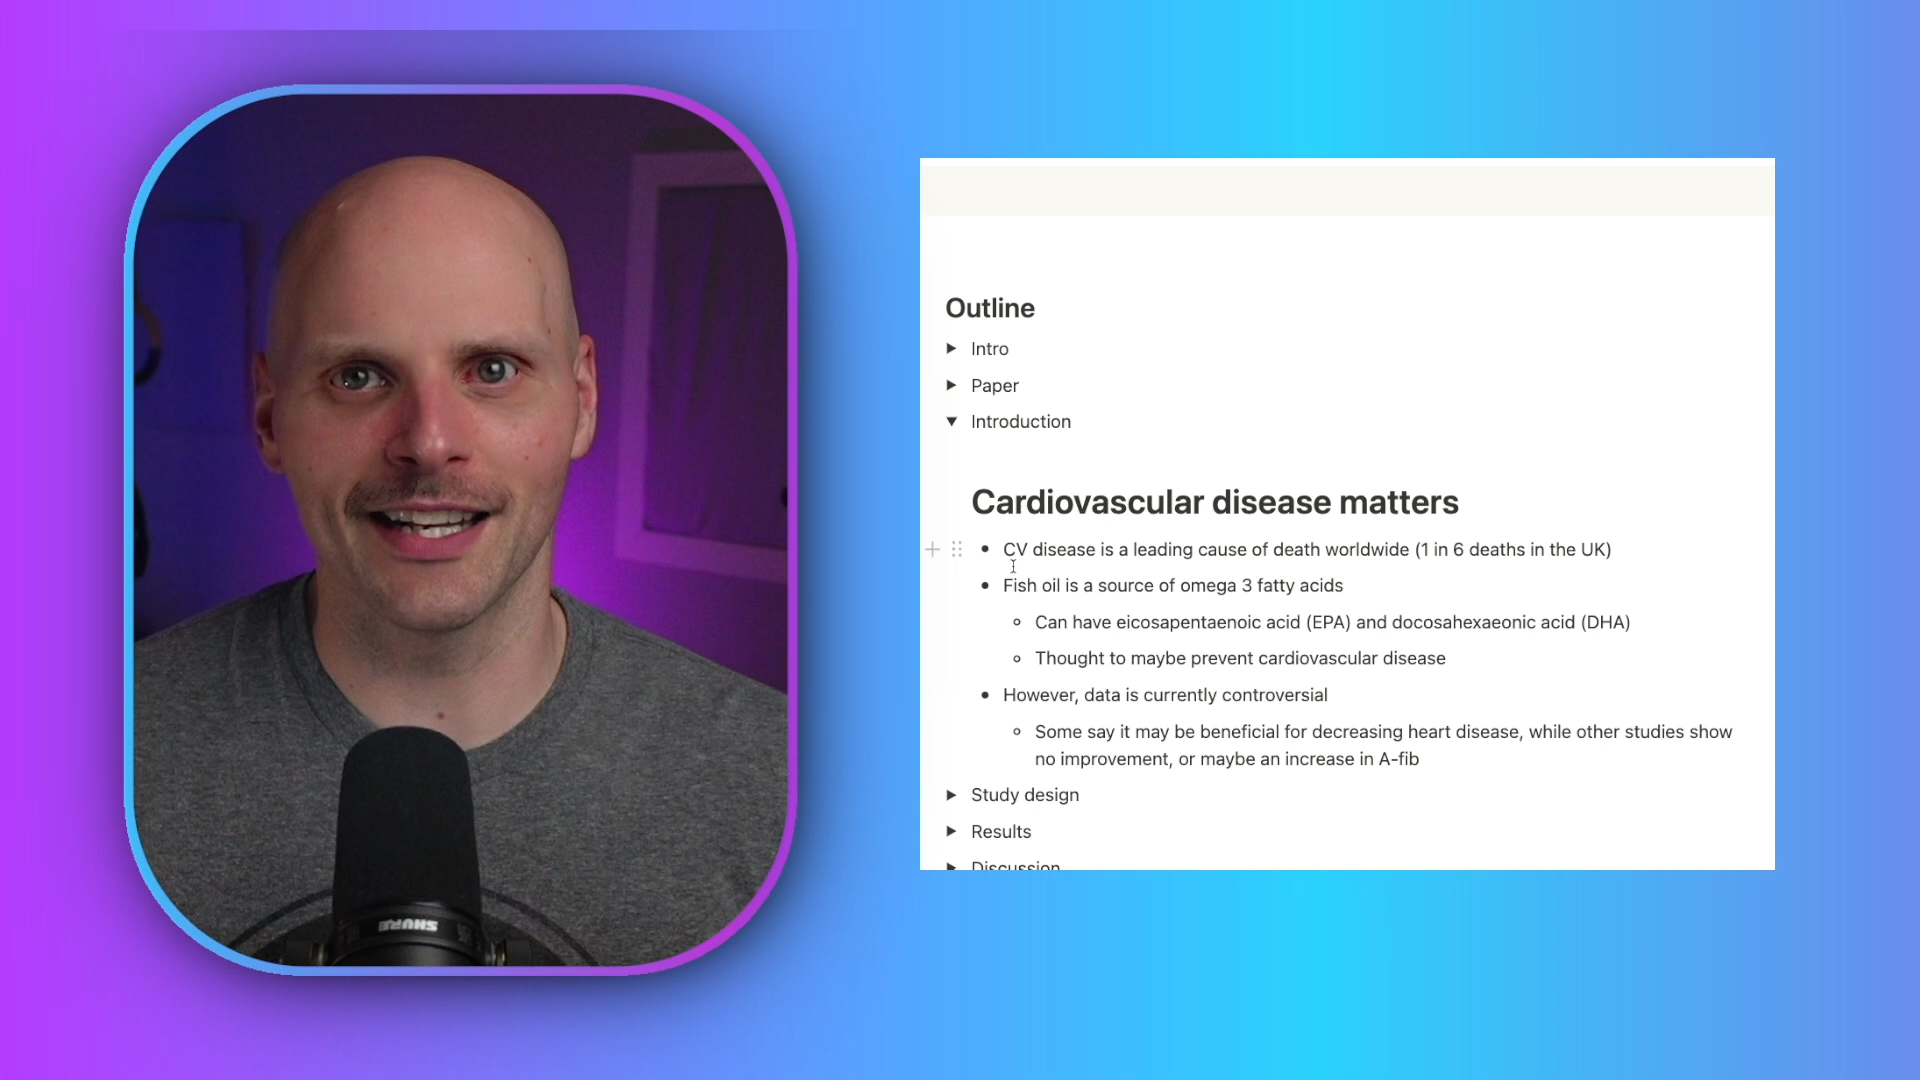 Outline
Intro
Paper
Introduction
Cardiovascular disease matters
CV disease is a leading cause of death worldwide (1 in 6 deaths in the UK)
Fish oil is a source of omega 3 fatty acids
Can have eicosapentaenoic acid (EPA) and docosahexaeonic acid (DHA)
Thought to maybe prevent cardiovascular disease
However, data is currently controversial
Some say it may be beneficial for decreasing heart disease, while other studies show
no improvement, or maybe an increase in A-fib
Study design
Results
Discussion
SHURE